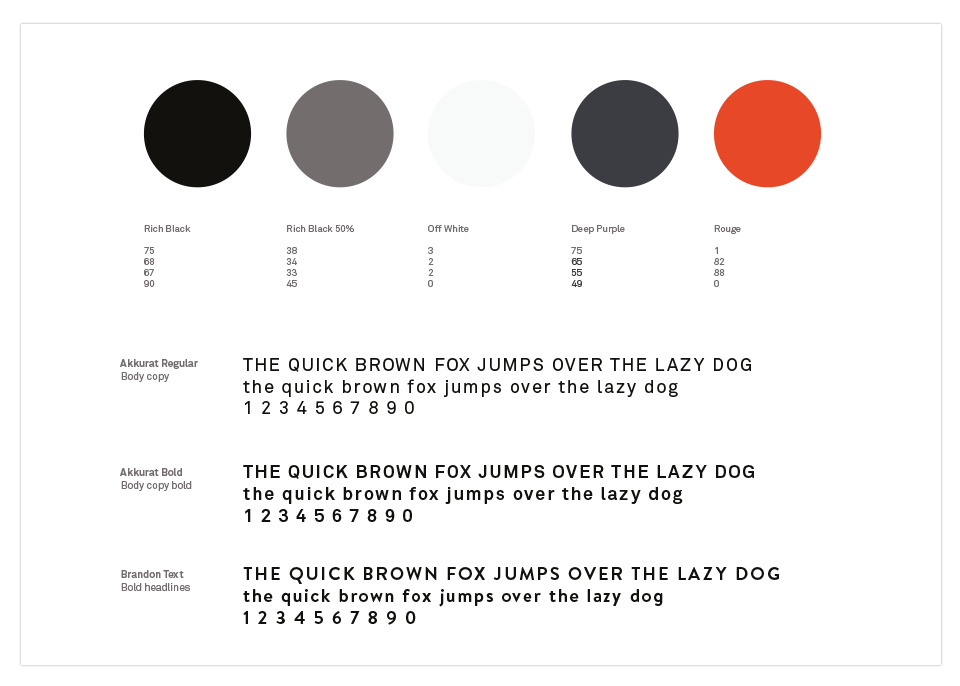 Rich Black
75
68
67
90
Rich Black 50%
38
34
33
45
Off White
3
2
2
0
Deep Purple
75
65
55
49
Rouge
1
82
88
0
Akkurat Regular
Body copy
THE QUICK BROWN FOX JUMPS OVER THE LAZY DOG
the quick brown fox jumps over the lazy dog
1 2 3 4 5 6 7 8 9 0
Akkurat Bold
Body copy bold
THE QUICK BROWN FOX JUMPS OVER THE LAZY DOG
the quick brown fox jumps over the lazy dog
1 2 3 4 5 6 7 8 9 0
Brandon Text
Bold headlines
THE QUICK BROWN FOX JUMPS OVER THE LAZY DOG
the quick brown fox jumps over the lazy dog
1 2 3 4 5 6 7 8 9 0